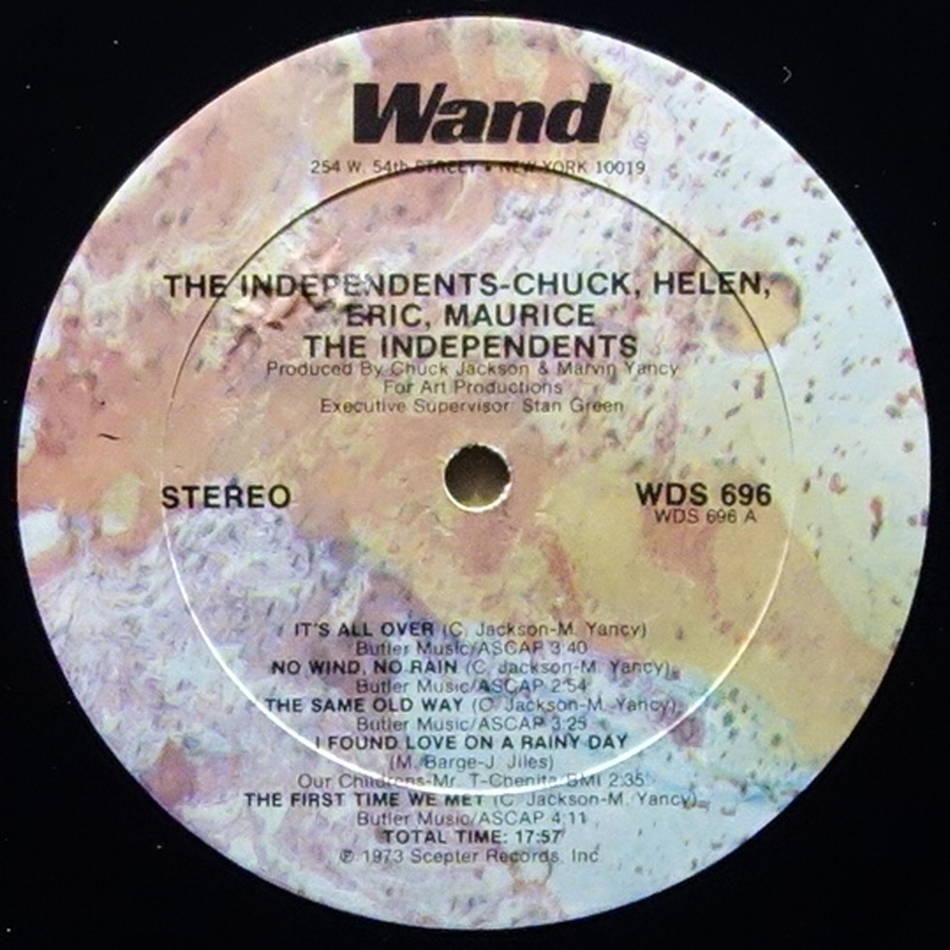 Wand
254 W. 54th STREET • NEW YORK 10019
THE INDEPENDENTS-CHUCK, HELEN,
ERIC, MAURICE
THE INDEPENDENTS
Produced By Chuck Jackson & Marvin Yancy
For Art Productions
Executive Supervisor: Stan Green
STEREO
WDS 696
WDS 696 A
IT'S ALL OVER (C. Jackson-M. Yancy)
Butler Music/ASCAP 3:40
NO WIND, NO RAIN (C. Jackson-M. Yancy)
Butler Music/ASCAP 2:54
THE SAME OLD WAY (C. Jackson-M. Yancy)
Butler Music/ASCAP 3:25
I FOUND LOVE ON A RAINY DAY
(M. Barge-J. Jiles)
Our Childrens-Mr. T-Chenita BMI 2:35
THE FIRST TIME WE MET (C. Jackson-M. Yancy)
Butler Music/ASCAP 4:11
TOTAL TIME: 17:57
℗ 1973 Scepter Records, Inc.